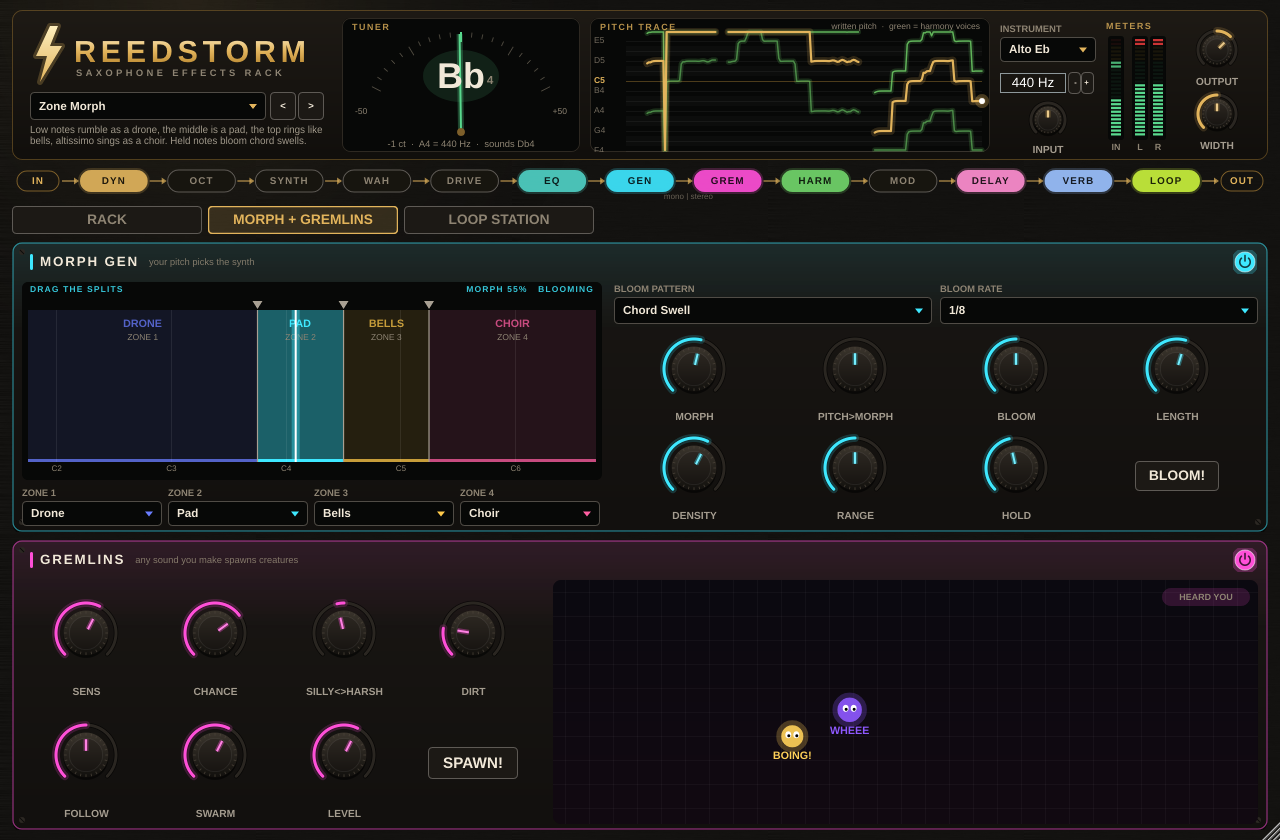 REEDSTORM
SAXOPHONE EFFECTS RACK
Zone Morph
<
>
Low notes rumble as a drone, the middle is a pad, the top rings like
bells, altissimo sings as a choir. Held notes bloom chord swells.
TUNER
Bb4
-50
+50
-1 ct · A4 = 440 Hz · sounds Db4
PITCH TRACE
written pitch · green = harmony voices
E5
D5
C5
B4
A4
G4
F4
INSTRUMENT
Alto Eb
440 Hz
-
+
INPUT
METERS
IN
L
R
OUTPUT
WIDTH
IN
DYN
OCT
SYNTH
WAH
DRIVE
EQ
GEN
GREM
HARM
MOD
DELAY
VERB
LOOP
OUT
mono | stereo
RACK
MORPH + GREMLINS
LOOP STATION
MORPH GEN
your pitch picks the synth
DRAG THE SPLITS
MORPH 55% BLOOMING
DRONE
ZONE 1
PAD
ZONE 2
BELLS
ZONE 3
CHOIR
ZONE 4
C2
C3
C4
C5
C6
ZONE 1
ZONE 2
ZONE 3
ZONE 4
Drone
Pad
Bells
Choir
BLOOM PATTERN
BLOOM RATE
Chord Swell
1/8
MORPH
PITCH>MORPH
BLOOM
LENGTH
DENSITY
RANGE
HOLD
BLOOM!
GREMLINS
any sound you make spawns creatures
SENS
CHANCE
SILLY<>HARSH
DIRT
FOLLOW
SWARM
LEVEL
SPAWN!
HEARD YOU
WHEEE
BOING!